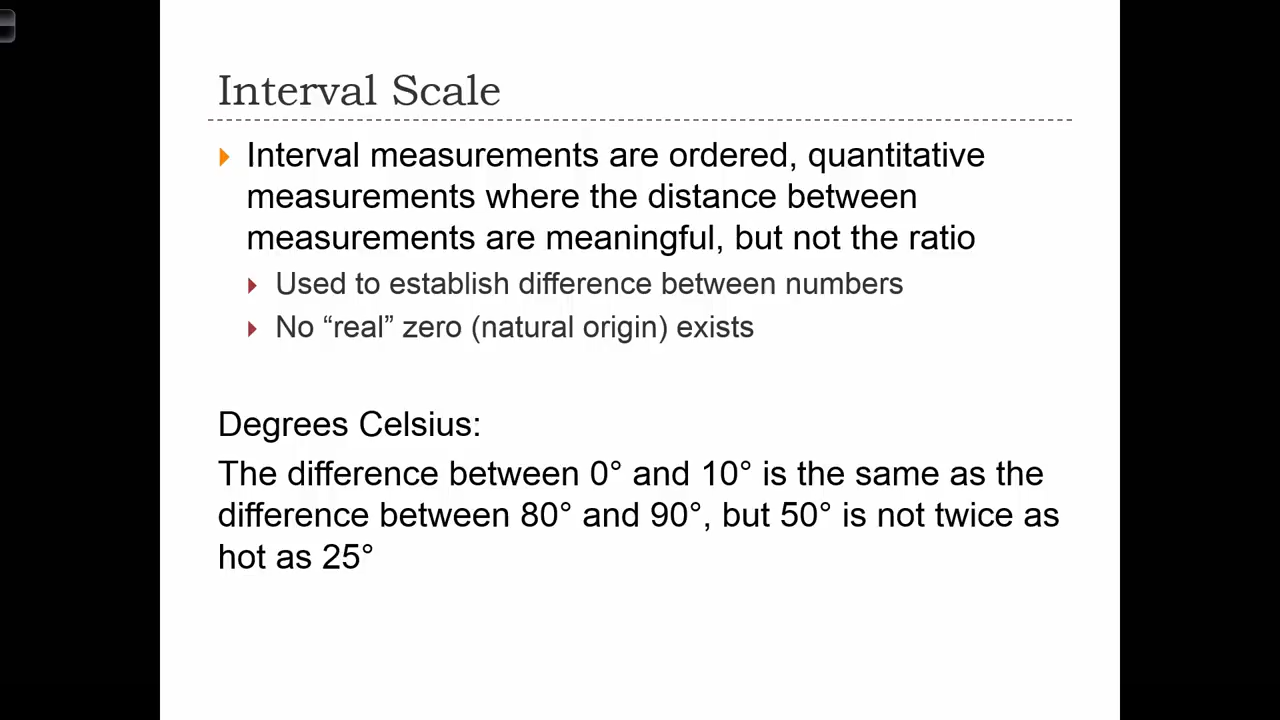 Interval Scale
Interval measurements are ordered, quantitative
measurements where the distance between
measurements are meaningful, but not the ratio
Used to establish difference between numbers
No “real” zero (natural origin) exists
Degrees Celsius:
The difference between 0° and 10° is the same as the
difference between 80° and 90°, but 50° is not twice as
hot as 25°